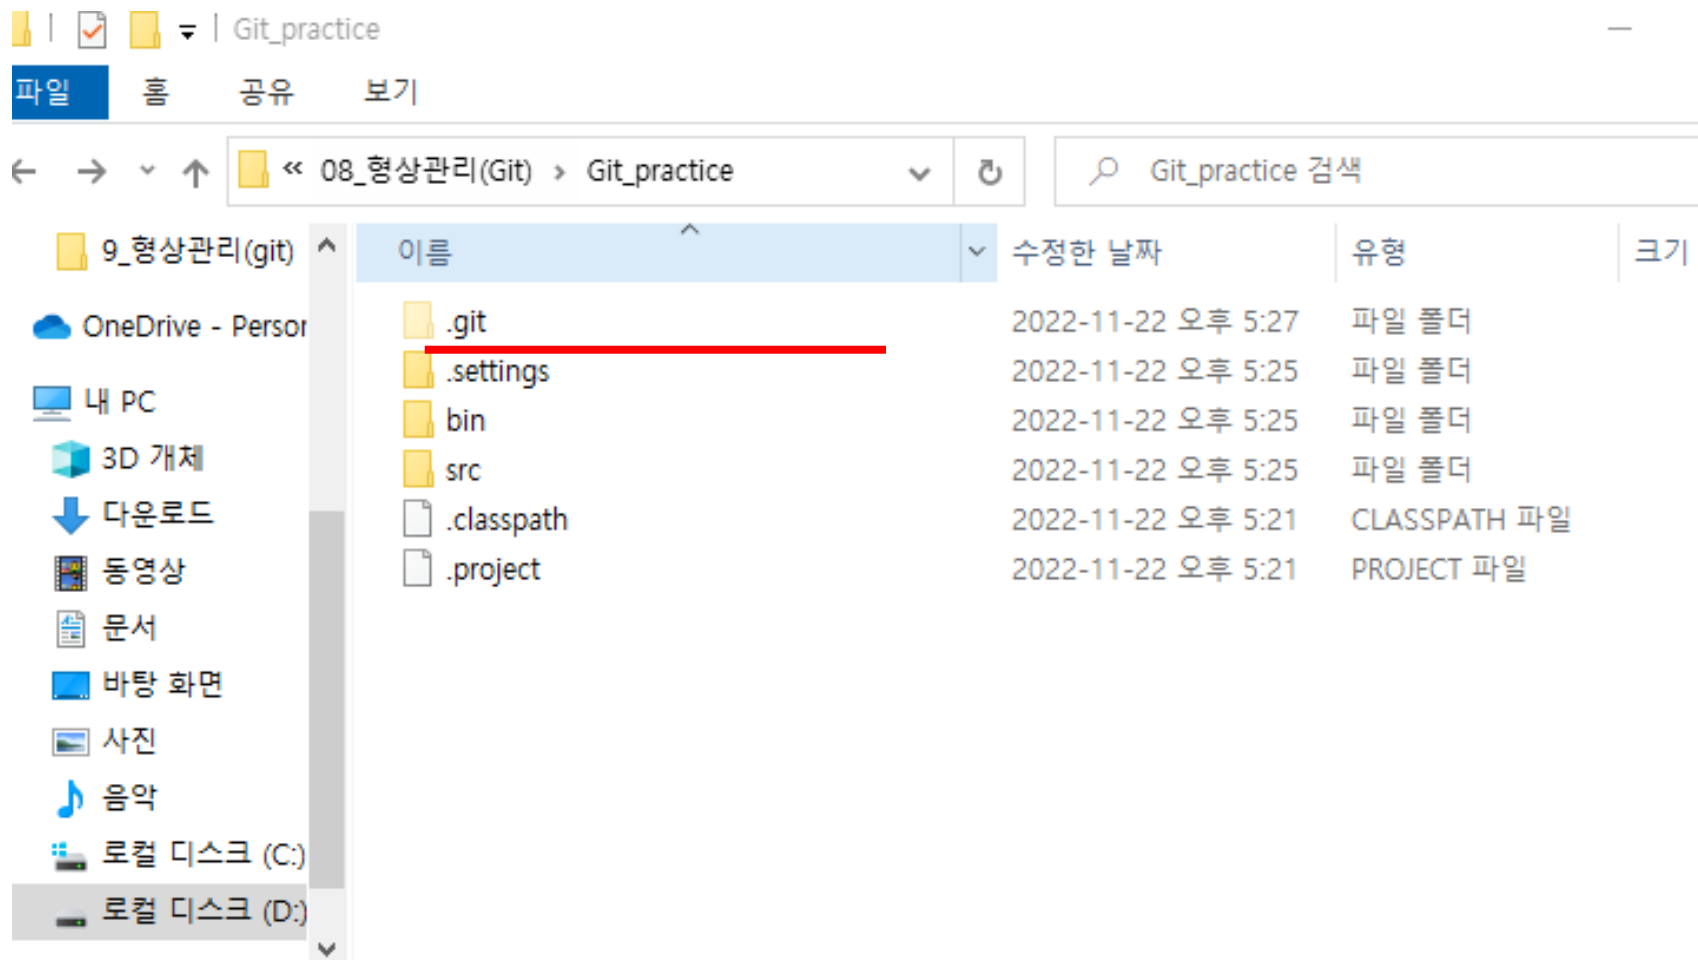 Git_practice
파일 홈 공유 보기
« 08_형상관리(Git) > Git_practice
Git_practice 검색
9_형상관리(git)
OneDrive - Persor
내 PC
3D 개체
다운로드
동영상
문서
바탕 화면
사진
음악
로컬 디스크 (C:)
로컬 디스크 (D:)
이름 수정한 날짜 유형 크기
.git 2022-11-22 오후 5:27 파일 폴더
.settings 2022-11-22 오후 5:25 파일 폴더
bin 2022-11-22 오후 5:25 파일 폴더
src 2022-11-22 오후 5:25 파일 폴더
.classpath 2022-11-22 오후 5:21 CLASSPATH 파일
.project 2022-11-22 오후 5:21 PROJECT 파일